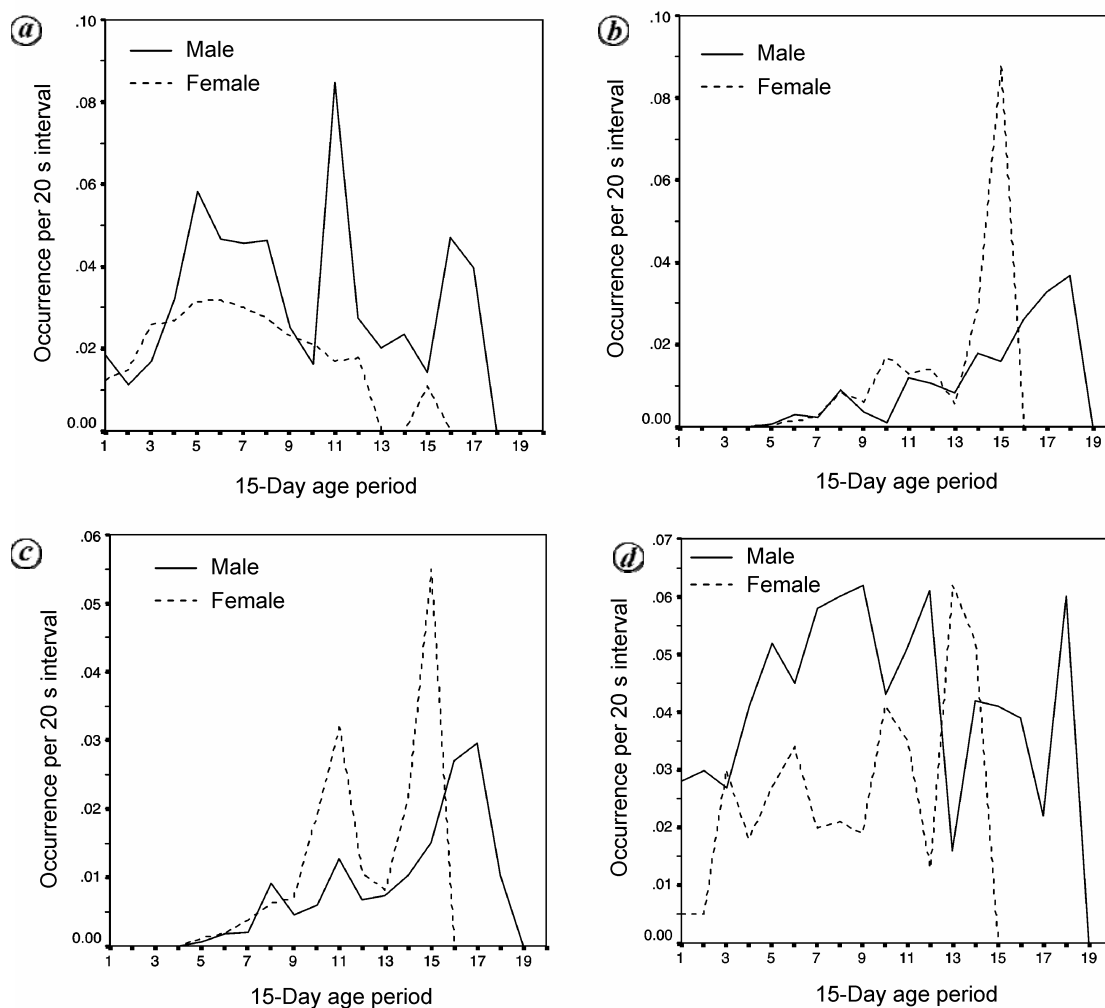 a
Male
Female
Occurrence per 20 s interval
.10
.08
.06
.04
.02
0.00
1 3 5 7 9 11 13 15 17 19
15-Day age period
b
Male
Female
Occurrence per 20 s interval
.10
.08
.06
.04
.02
0.00
1 3 5 7 9 11 13 15 17 19
15-Day age period
c
Male
Female
Occurrence per 20 s interval
.06
.05
.04
.03
.02
.01
0.00
1 3 5 7 9 11 13 15 17 19
15-Day age period
d
Male
Female
Occurrence per 20 s interval
.07
.06
.05
.04
.03
.02
.01
0.00
1 3 5 7 9 11 13 15 17 19
15-Day age period